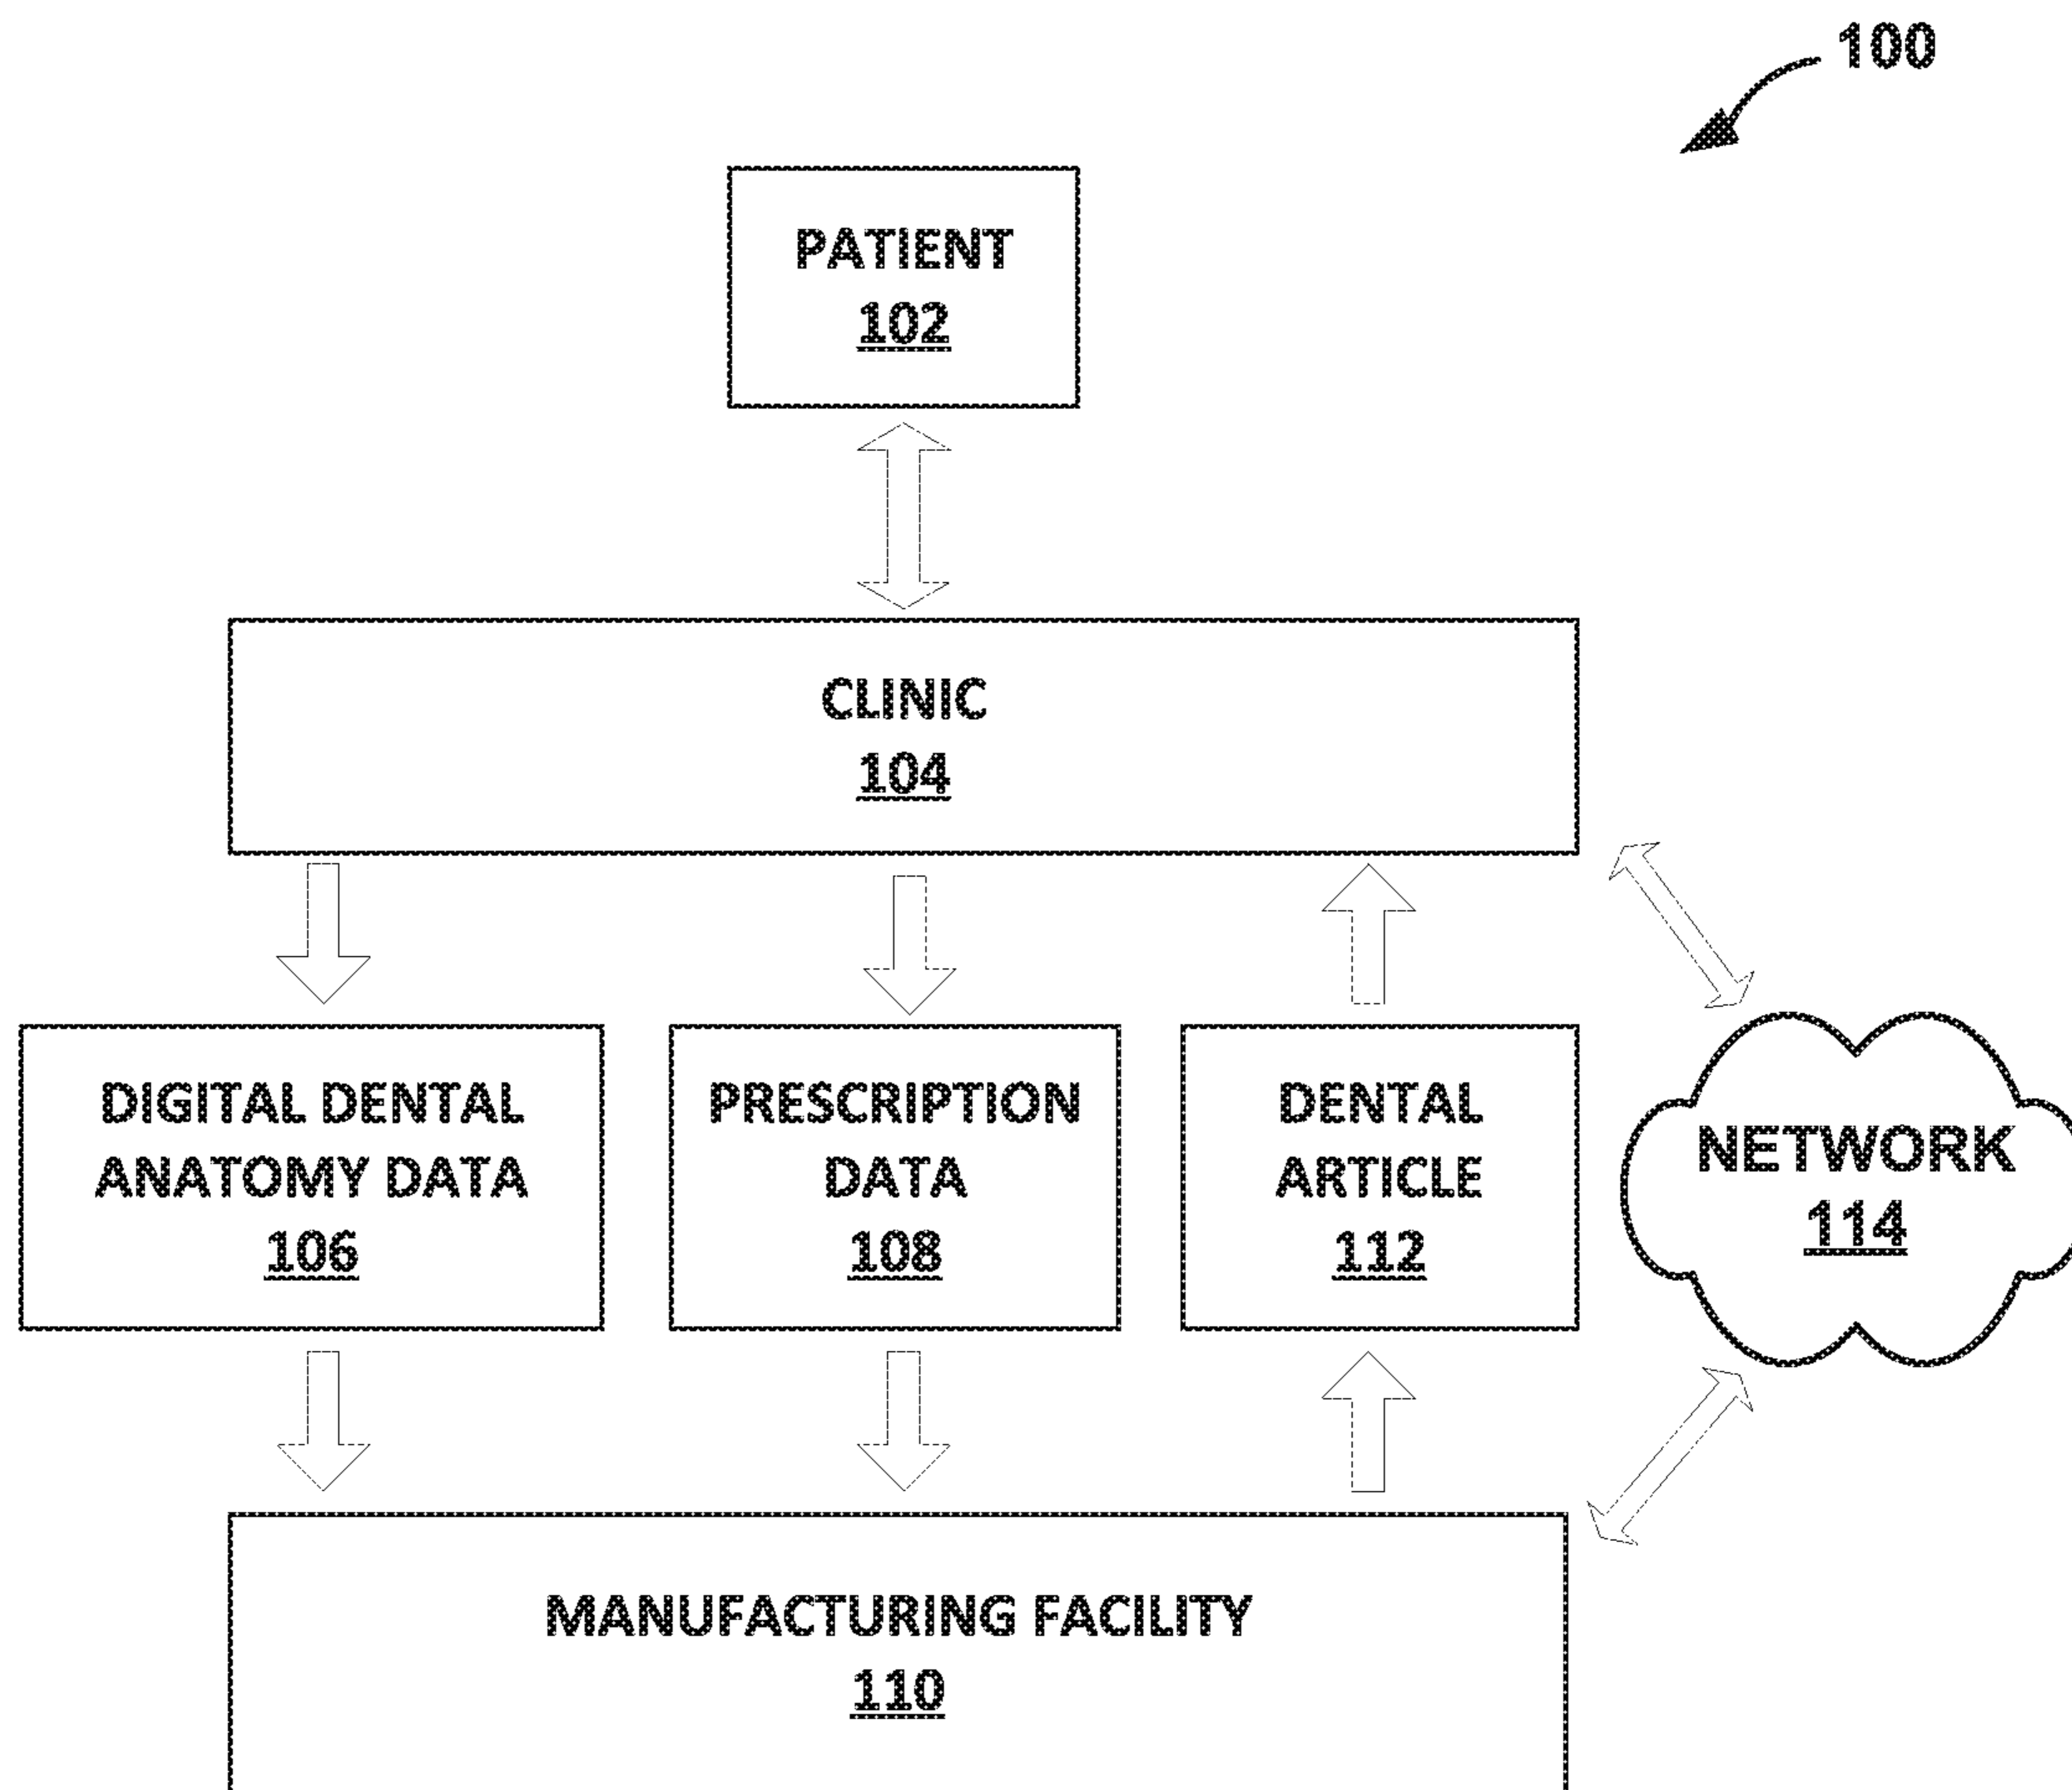 100
PATIENT
102
CLINIC
104
DIGITAL DENTAL
ANATOMY DATA
106
PRESCRIPTION
DATA
108
DENTAL
ARTICLE
112
NETWORK
114
MANUFACTURING FACILITY
110